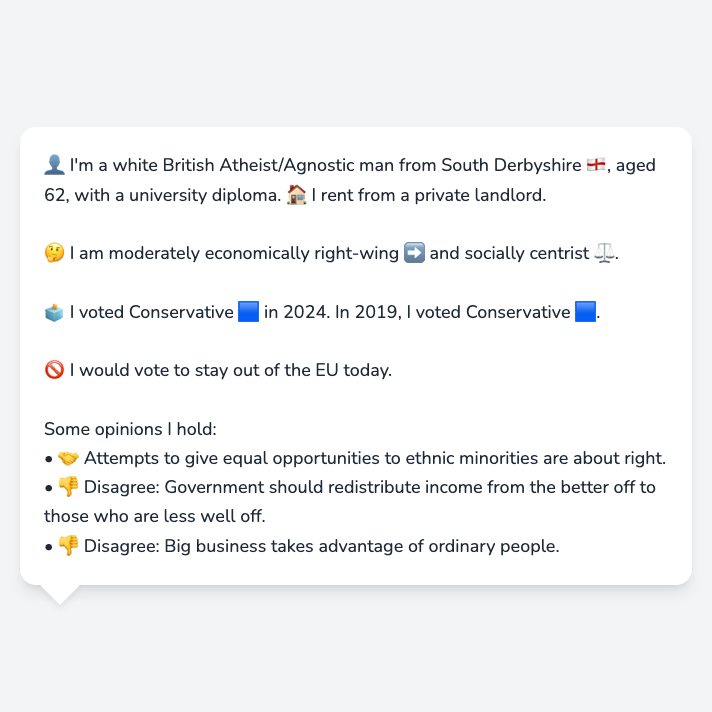 👤 I'm a white British Atheist/Agnostic man from South Derbyshire 🏴󠁧󠁢󠁥󠁮󠁧󠁿, aged
62, with a university diploma. 🏠 I rent from a private landlord.
🤔 I am moderately economically right-wing ➡️ and socially centrist ⚖️.
🗳️ I voted Conservative 🟦 in 2024. In 2019, I voted Conservative 🟦.
🚫 I would vote to stay out of the EU today.
Some opinions I hold:
• 🤝 Attempts to give equal opportunities to ethnic minorities are about right.
• 👎 Disagree: Government should redistribute income from the better off to
those who are less well off.
• 👎 Disagree: Big business takes advantage of ordinary people.